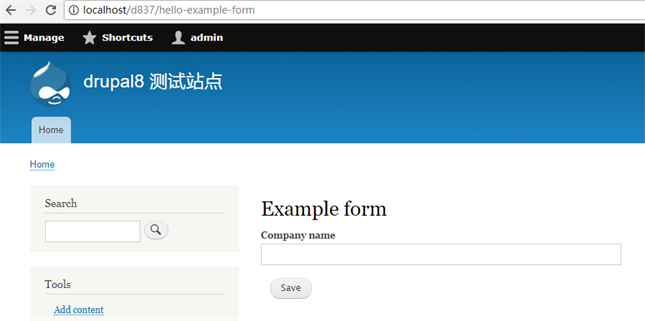 localhost/d837/hello-example-form
Manage Shortcuts admin
drupal8 测试站点
Home
Home
Search
Tools
Add content
Example form
Company name
Save